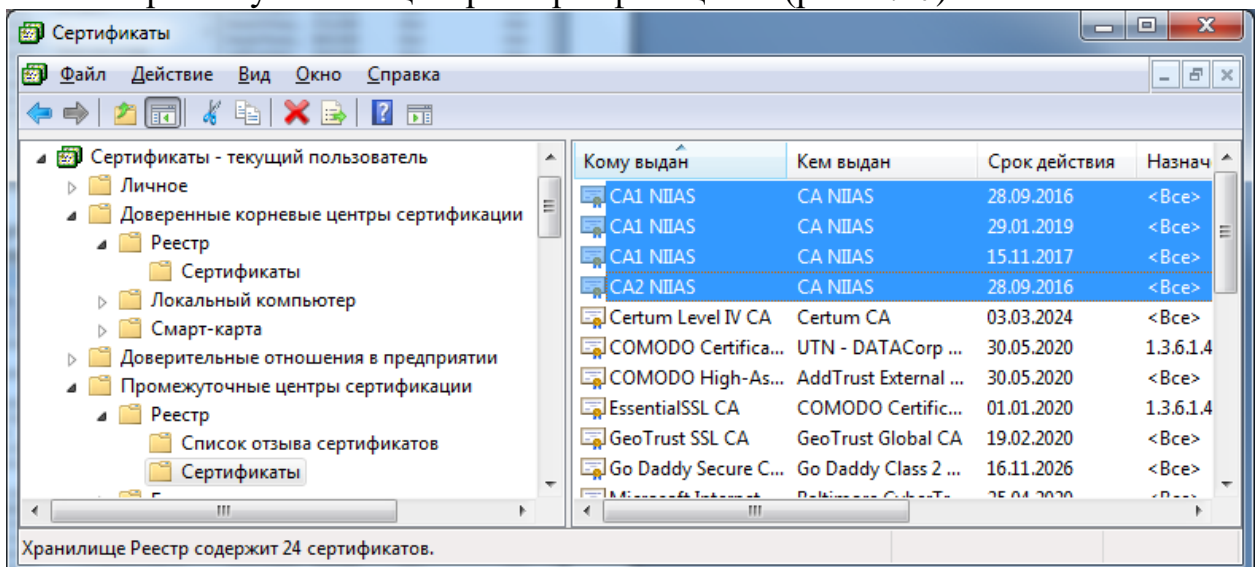 Сертификаты
Файл Действие Вид Окно Справка
Сертификаты - текущий пользователь
Личное
Доверенные корневые центры сертификации
Реестр
Сертификаты
Локальный компьютер
Смарт-карта
Доверительные отношения в предприятии
Промежуточные центры сертификации
Реестр
Список отзыва сертификатов
Сертификаты
Кому выдан Кем выдан Срок действия Назнач
CA1 NIIAS CA NIIAS 28.09.2016 <Все>
CA1 NIIAS CA NIIAS 29.01.2019 <Все>
CA1 NIIAS CA NIIAS 15.11.2017 <Все>
CA2 NIIAS CA NIIAS 28.09.2016 <Все>
Certum Level IV CA Certum CA 03.03.2024 <Все>
COMODO Certifica... UTN - DATACorp ... 30.05.2020 1.3.6.1.4
COMODO High-As... AddTrust External ... 30.05.2020 <Все>
EssentialSSL CA COMODO Certific... 01.01.2020 1.3.6.1.4
GeoTrust SSL CA GeoTrust Global CA 19.02.2020 <Все>
Go Daddy Secure C... Go Daddy Class 2 ... 16.11.2026 <Все>
Хранилище Реестр содержит 24 сертификатов.